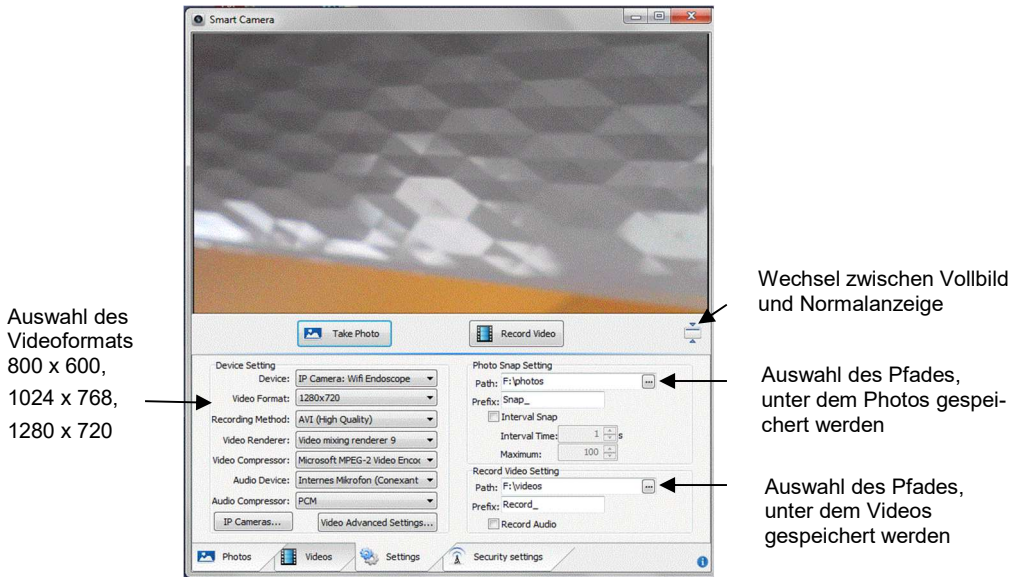 Smart Camera
Wechsel zwischen Vollbild
und Normalanzeige
Auswahl des
Videoformats
800 x 600,
1024 x 768,
1280 x 720
Take Photo
Record Video
Device Setting
Device: IP Camera: Wifi Endoscope
Video Format: 1280x720
Recording Method: AVI (High Quality)
Video Renderer: Video mixing renderer 9
Video Compressor: Microsoft MPEG-2 Video Encoc
Audio Device: Internes Mikrofon (Conexant
Audio Compressor: PCM
IP Cameras... Video Advanced Settings...
Photo Snap Setting
Path: F:\photos ...
Prefix: Snap_
Interval Snap
Interval Time: 1 s
Maximum: 100
Record Video Setting
Path: F:\videos ...
Prefix: Record_
Record Audio
Auswahl des Pfades,
unter dem Photos gespei-
chert werden
Auswahl des Pfades,
unter dem Videos
gespeichert werden
Photos Videos Settings Security settings